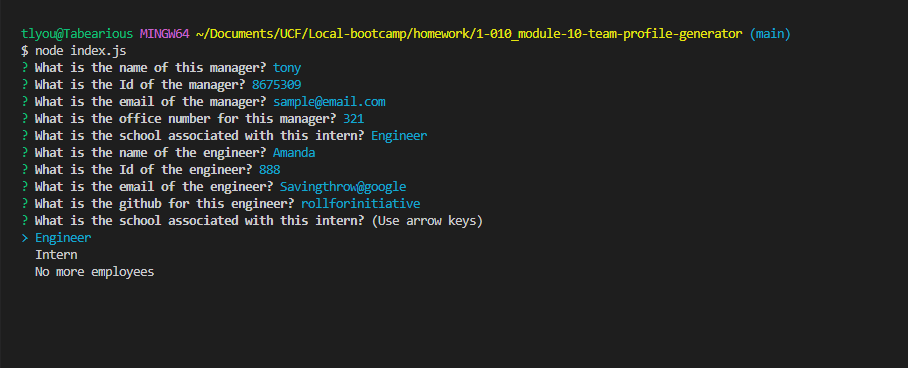 tlyou@Tabearious MINGW64 ~/Documents/UCF/Local-bootcamp/homework/1-010_module-10-team-profile-generator (main)
$ node index.js
? What is the name of this manager? tony
? What is the Id of the manager? 8675309
? What is the email of the manager? sample@email.com
? What is the office number for this manager? 321
? What is the school associated with this intern? Engineer
? What is the name of the engineer? Amanda
? What is the Id of the engineer? 888
? What is the email of the engineer? Savingthrow@google
? What is the github for this engineer? rollforinitiative
? What is the school associated with this intern? (Use arrow keys)
> Engineer
Intern
No more employees